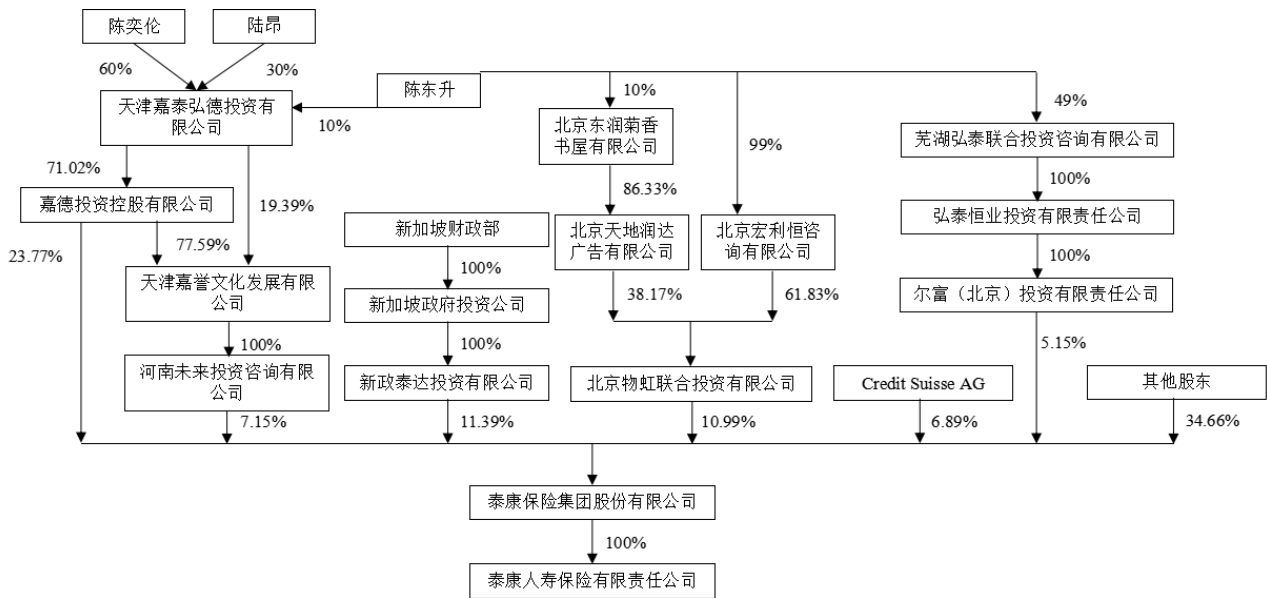 陈奕伦
陆昂
60%
30%
陈东升
天津嘉泰弘德投资有
限公司
10%
10%
北京东润菊香
书屋有限公司
99%
49%
芜湖弘泰联合投资咨询有限公司
71.02%
19.39%
86.33%
100%
嘉德投资控股有限公司
弘泰恒业投资有限责任公司
23.77%
77.59%
新加坡财政部
北京天地润达
广告有限公司
北京宏利恒咨
询有限公司
100%
100%
天津嘉誉文化发展有限
公司
38.17%
61.83%
尔富（北京）投资有限责任公司
新加坡政府投资公司
100%
100%
5.15%
河南未来投资咨询有限
公司
新政泰达投资有限公司
北京物虹联合投资有限公司
Credit Suisse AG
其他股东
7.15%
11.39%
10.99%
6.89%
34.66%
泰康保险集团股份有限公司
100%
泰康人寿保险有限责任公司